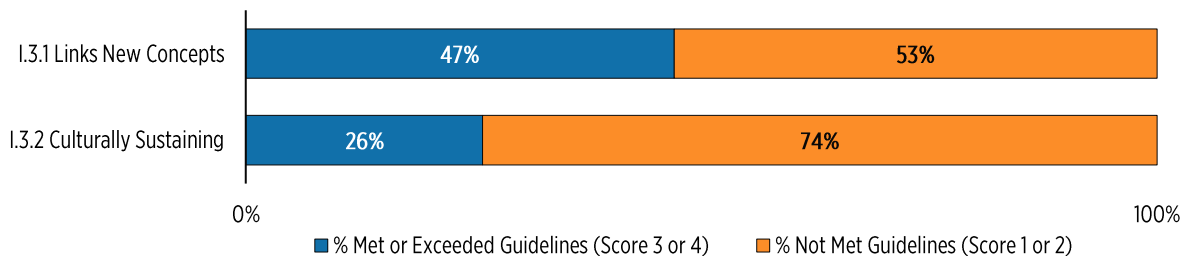 I.3.1 Links New Concepts
47%
53%
I.3.2 Culturally Sustaining
26%
74%
0%
100%
% Met or Exceeded Guidelines (Score 3 or 4)
% Not Met Guidelines (Score 1 or 2)